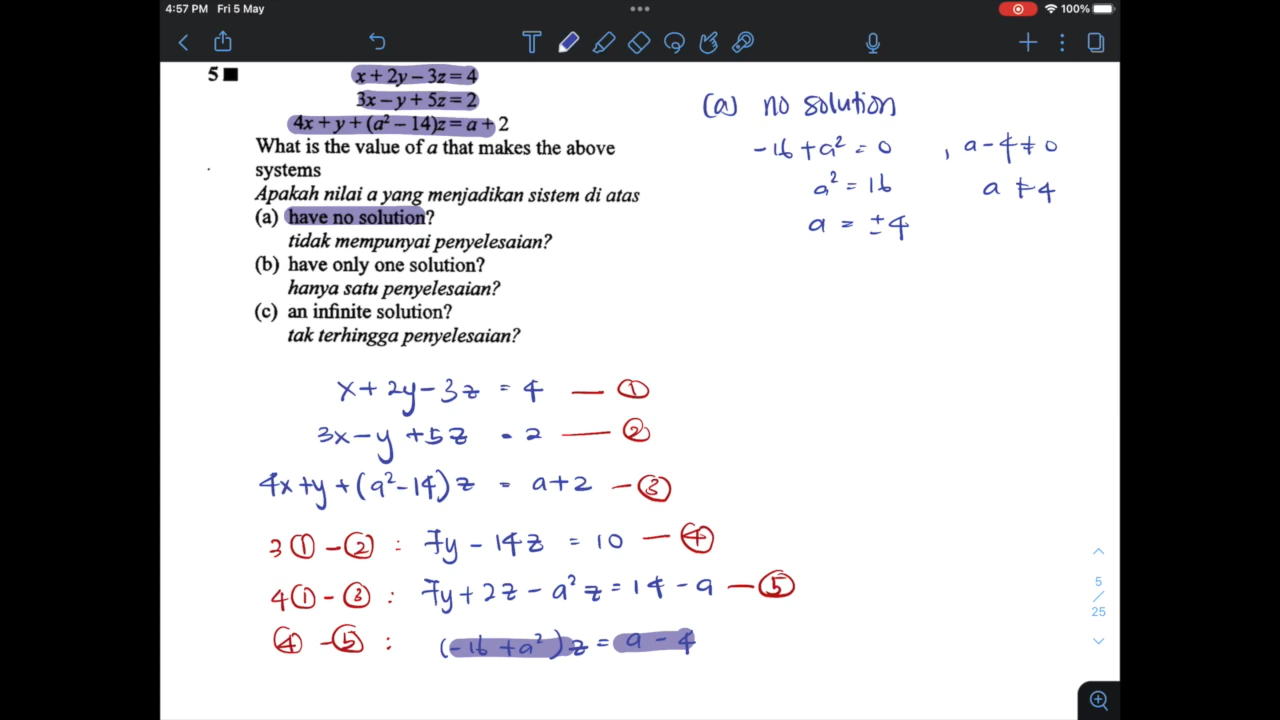 4:57 PM Fri 5 May
100%
5 ■
x + 2y – 3z = 4
3x – y + 5z = 2
4x + y + (a² – 14)z = a + 2
What is the value of a that makes the above
systems
Apakah nilai a yang menjadikan sistem di atas
(a) have no solution?
tidak mempunyai penyelesaian?
(b) have only one solution?
hanya satu penyelesaian?
(c) an infinite solution?
tak terhingga penyelesaian?
(a) no solution
-16 + a² = 0 , a - 4 ≠ 0
a² = 16 a ≠ 4
a = ±4
x + 2y - 3z = 4 — ①
3x - y + 5z = 2 — ②
4x + y + (a² - 14) z = a + 2 — ③
3① - ② : 7y - 14z = 10 — ④
4① - ③ : 7y + 2z - a²z = 14 - a — ⑤
④ - ⑤ : (-16 + a²) z = a - 4
5
/
25